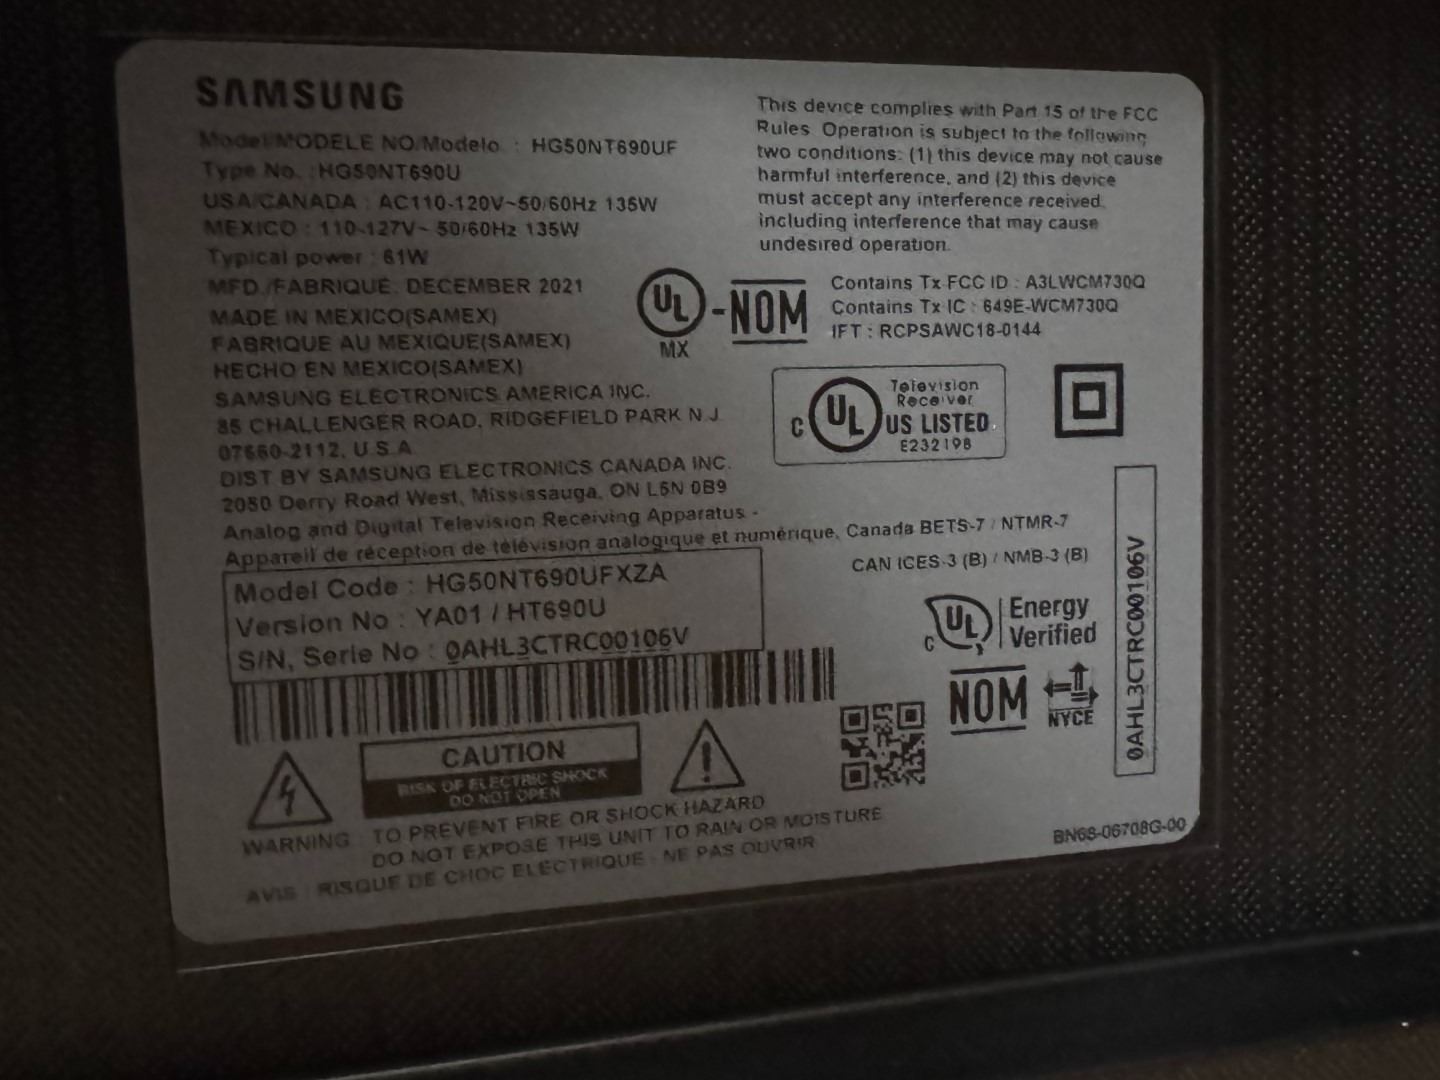 SAMSUNG
Model/MODELE NO/Modelo : HG50NT690UF
Type No. : HG50NT690U
USA/CANADA : AC110-120V~50/60Hz 135W
MEXICO : 110-127V~ 50/60Hz 135W
Typical power : 61W
MFD./FABRIQUE: DECEMBER 2021
MADE IN MEXICO(SAMEX)
FABRIQUE AU MEXIQUE(SAMEX)
HECHO EN MEXICO(SAMEX)
SAMSUNG ELECTRONICS AMERICA INC.
85 CHALLENGER ROAD, RIDGEFIELD PARK N.J.
07660-2112, U.S.A.
DIST BY SAMSUNG ELECTRONICS CANADA INC.
2050 Derry Road West, Mississauga, ON L5N 0B9
Analog and Digital Television Receiving Apparatus -
Appareil de réception de télévision analogique et numérique, Canada BETS-7 / NTMR-7
This device complies with Part 15 of the FCC
Rules. Operation is subject to the following
two conditions: (1) this device may not cause
harmful interference, and (2) this device
must accept any interference received
including interference that may cause
undesired operation.
UL
MX
-NOM
Contains Tx FCC ID : A3LWCM730Q
Contains Tx IC : 649E-WCM730Q
IFT : RCPSAWC18-0144
C UL
Television
Receiver
US LISTED
E232198
CAN ICES-3 (B) / NMB-3 (B)
Model Code : HG50NT690UFXZA
Version No : YA01 / HT690U
S/N, Serie No : 0AHL3CTRC00106V
C UL
Energy
Verified
NOM
NYCE
0AHL3CTRC00106V
CAUTION
RISK OF ELECTRIC SHOCK
DO NOT OPEN
WARNING : TO PREVENT FIRE OR SHOCK HAZARD
DO NOT EXPOSE THIS UNIT TO RAIN OR MOISTURE
AVIS : RISQUE DE CHOC ELECTRIQUE - NE PAS OUVRIR
BN68-06708G-00